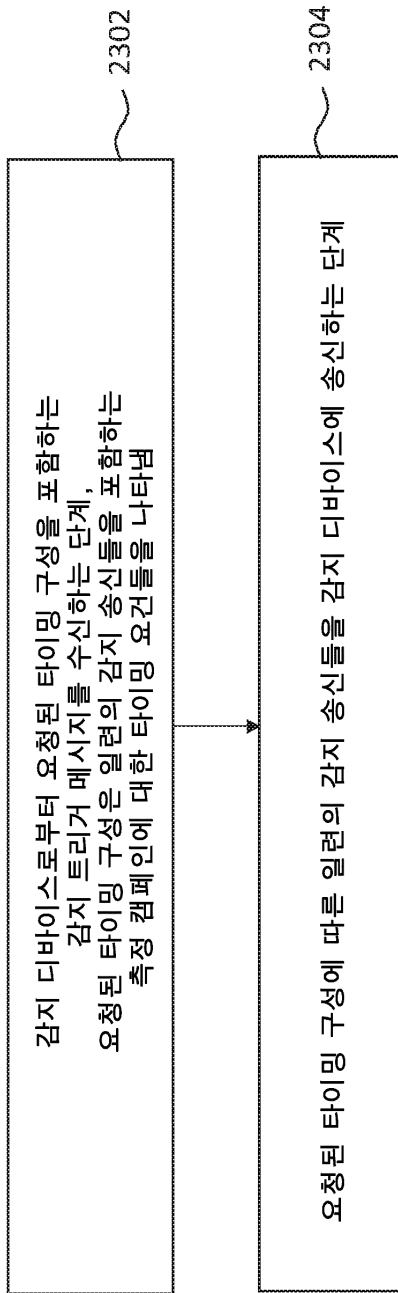 감지 디바이스로부터 요청된 타이밍 구성을 포함하는
감지 트리거 메시지를 수신하는 단계,
요청된 타이밍 구성은 일련의 감지 송신들을 포함하는
측정 캠페인에 대한 타이밍 요건들을 나타냄
2302
요청된 타이밍 구성에 따른 일련의 감지 송신들을 감지 디바이스에 송신하는 단계
2304